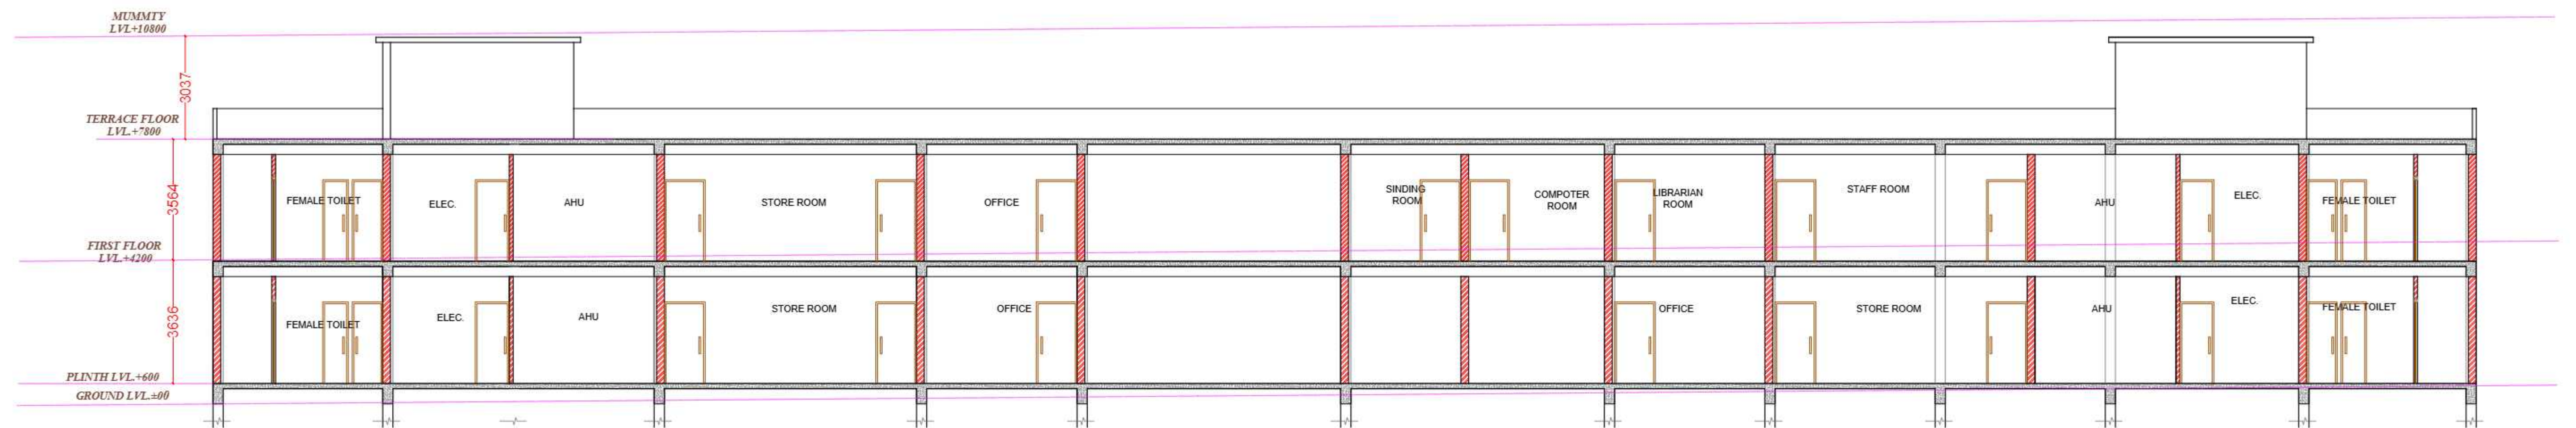 MUMMTY
LVL+10800
3037
TERRACE FLOOR
LVL.+7800
3564
FEMALE TOILET
ELEC.
AHU
STORE ROOM
OFFICE
SINDING
ROOM
COMPOTER
ROOM
LIBRARIAN
ROOM
STAFF ROOM
AHU
ELEC.
FEMALE TOILET
FIRST FLOOR
LVL.+4200
3636
FEMALE TOILET
ELEC.
AHU
STORE ROOM
OFFICE
OFFICE
STORE ROOM
AHU
ELEC.
FEMALE TOILET
PLINTH LVL.+600
GROUND LVL.±00